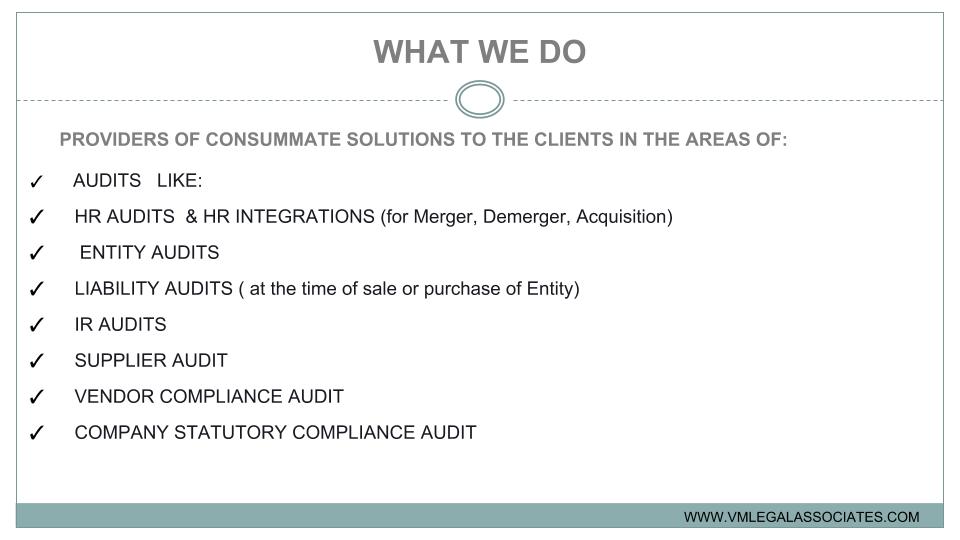 WHAT WE DO
PROVIDERS OF CONSUMMATE SOLUTIONS TO THE CLIENTS IN THE AREAS OF:
✓ AUDITS LIKE:
✓ HR AUDITS & HR INTEGRATIONS (for Merger, Demerger, Acquisition)
✓ ENTITY AUDITS
✓ LIABILITY AUDITS ( at the time of sale or purchase of Entity)
✓ IR AUDITS
✓ SUPPLIER AUDIT
✓ VENDOR COMPLIANCE AUDIT
✓ COMPANY STATUTORY COMPLIANCE AUDIT
WWW.VMLEGALASSOCIATES.COM